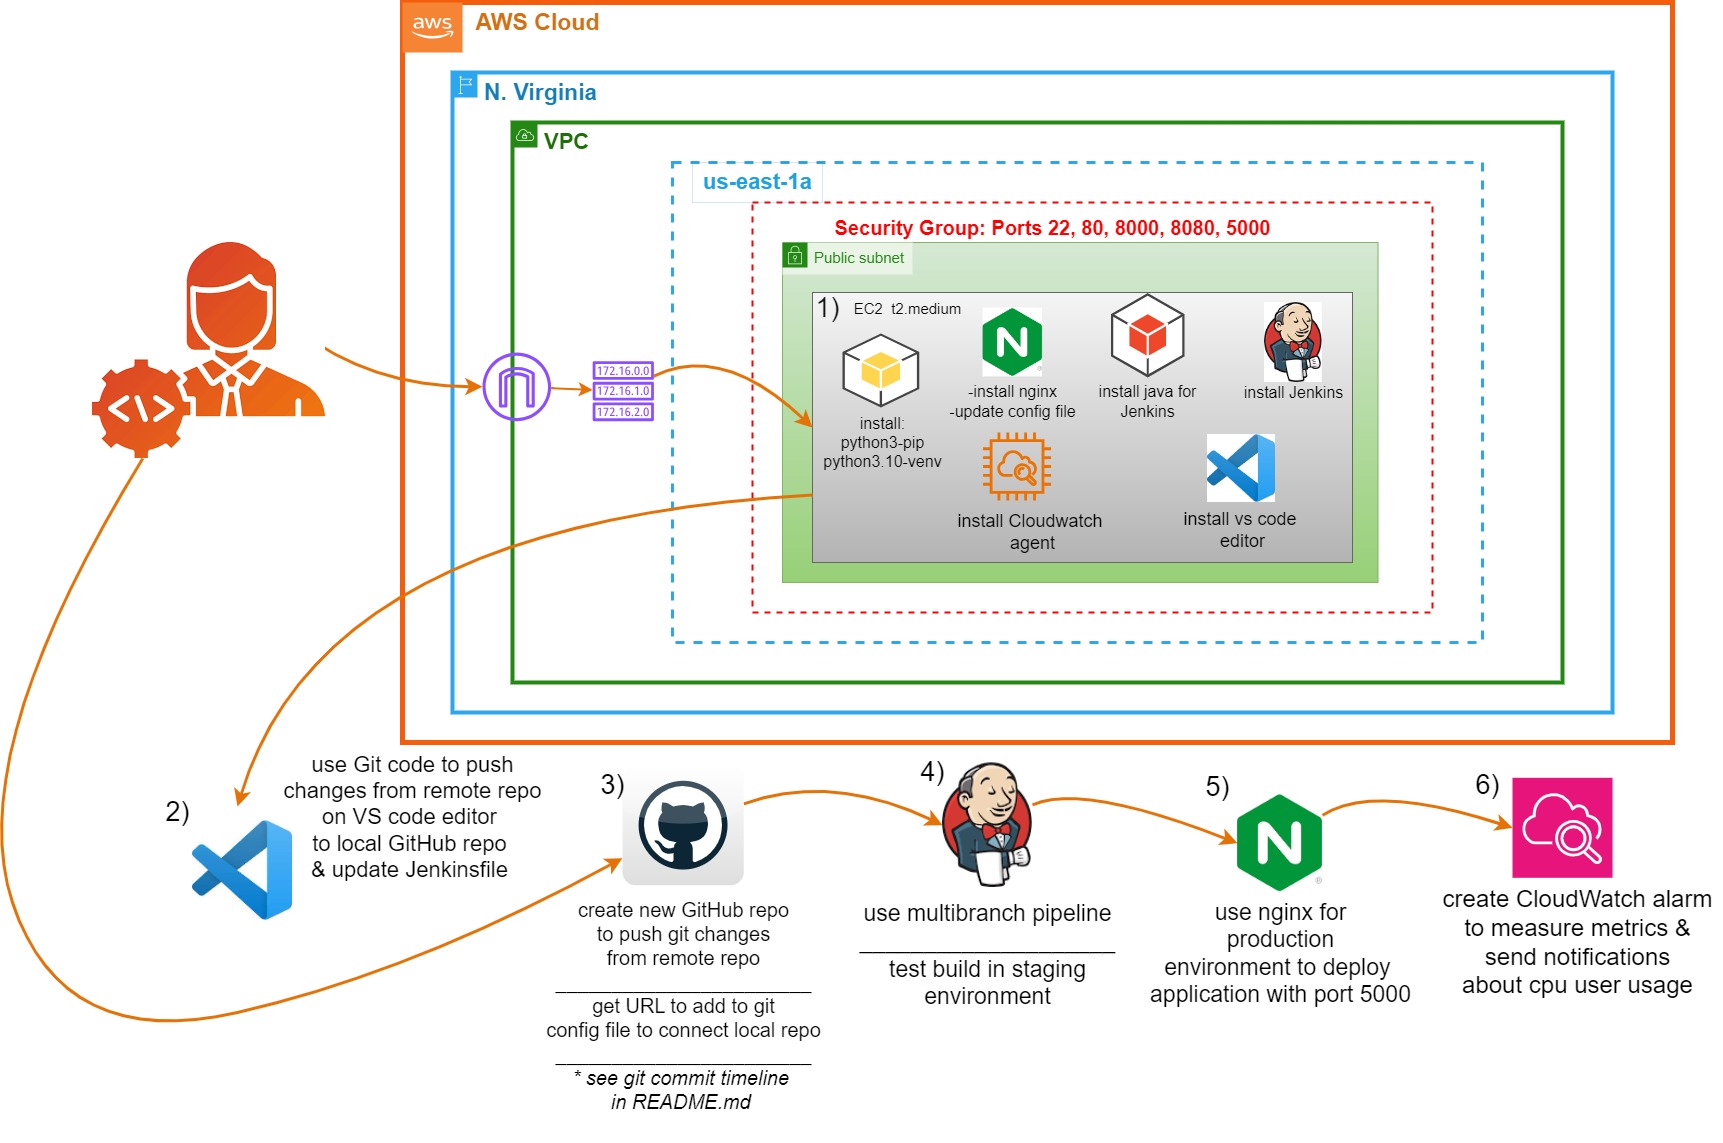 aws
AWS Cloud
N. Virginia
VPC
us-east-1a
Security Group: Ports 22, 80, 8000, 8080, 5000
Public subnet
1)
EC2 t2.medium
install:
python3-pip
python3.10-venv
-install nginx
-update config file
install java for
Jenkins
install Jenkins
install Cloudwatch
agent
install vs code
editor
172.16.0.0
172.16.1.0
172.16.2.0
2)
use Git code to push
changes from remote repo
on VS code editor
to local GitHub repo
& update Jenkinsfile
3)
create new GitHub repo
to push git changes
from remote repo
get URL to add to git
config file to connect local repo
* see git commit timeline
in README.md
4)
use multibranch pipeline
test build in staging
environment
5)
use nginx for
production
environment to deploy
application with port 5000
6)
create CloudWatch alarm
to measure metrics &
send notifications
about cpu user usage